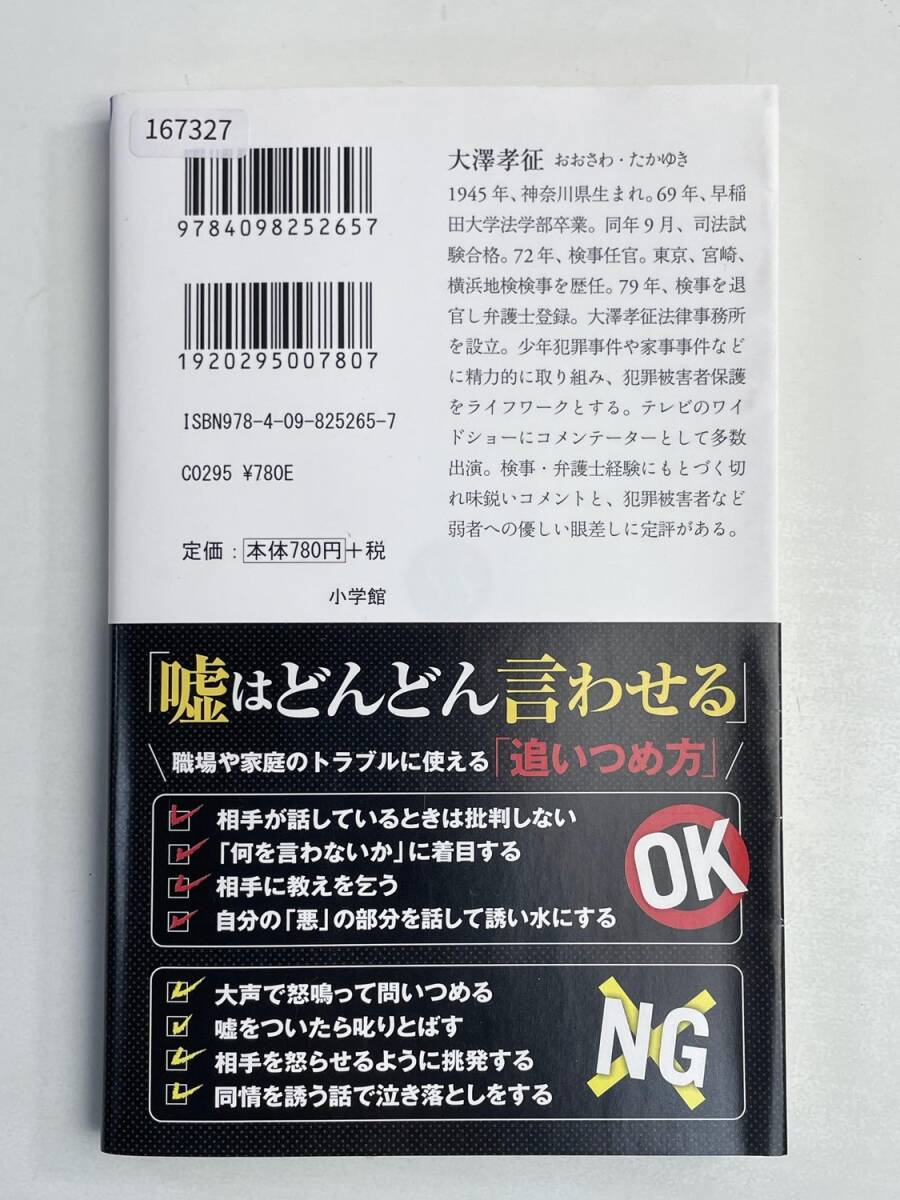 167327
9784098252657
1920295007807
ISBN978-4-09-825265-7
C0295 ¥780E
定価：本体780円+税
小学館
大澤孝征 おおさわ・たかゆき
1945年、神奈川県生まれ。69年、早稲
田大学法学部卒業。同年9月、司法試
験合格。72年、検事任官。東京、宮崎、
横浜地検検事を歴任。79年、検事を退
官し弁護士登録。大澤孝征法律事務所
を設立。少年犯罪事件や家事事件など
に精力的に取り組み、犯罪被害者保護
をライフワークとする。テレビのワイ
ドショーにコメンテーターとして多数
出演。検事・弁護士経験にもとづく切
れ味鋭いコメントと、犯罪被害者など
弱者への優しい眼差しに定評がある。
「嘘はどんどん言わせる」
職場や家庭のトラブルに使える「追いつめ方」
相手が話しているときは批判しない
「何を言わないか」に着目する
相手に教えを乞う
自分の「悪」の部分を話して誘い水にする
OK
大声で怒鳴って問いつめる
嘘をついたら叱りとばす
相手を怒らせるように挑発する
同情を誘う話で泣き落としをする
NG